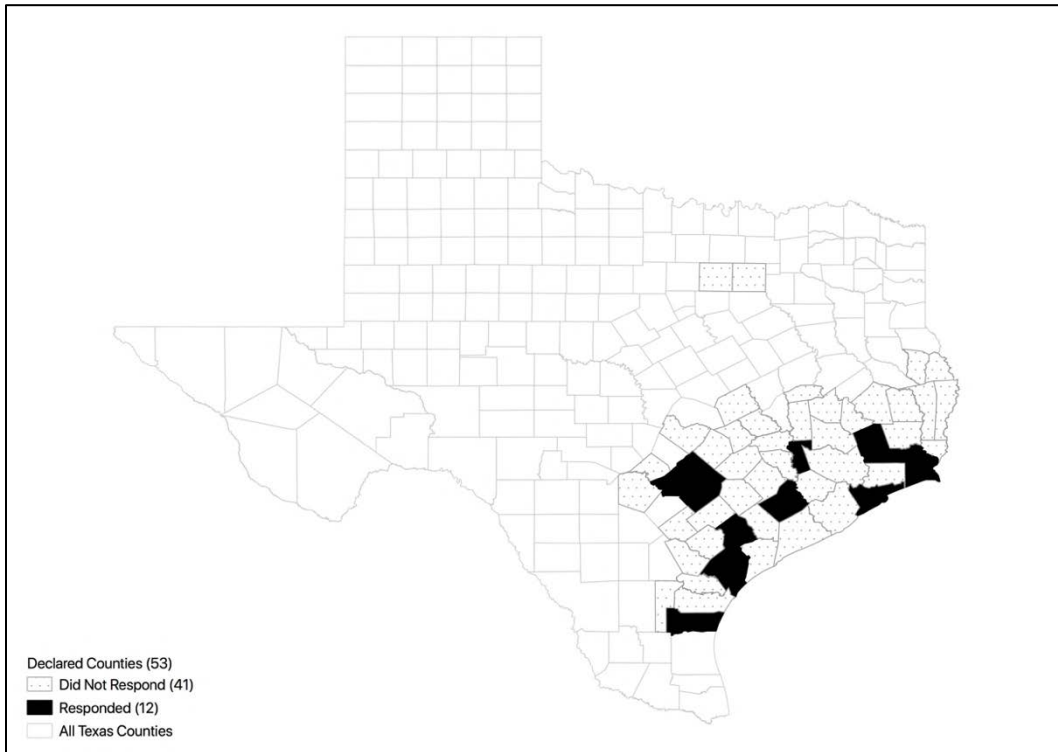 Declared Counties (53)
Did Not Respond (41)
Responded (12)
All Texas Counties